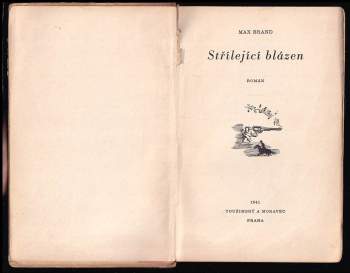 MAX BRAND
Střílející blázen
ROMÁN
1941
TOUŽIMSKÝ A MORAVEC
PRAHA